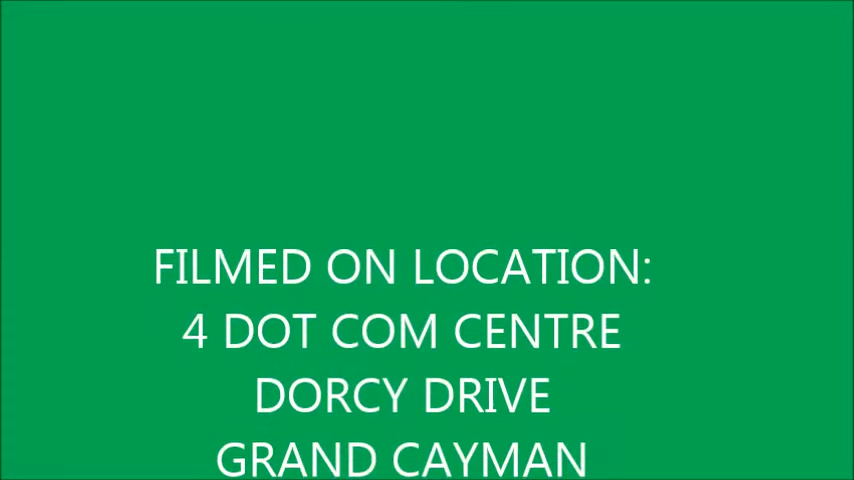 FILMED ON LOCATION:
4 DOT COM CENTRE
DORCY DRIVE
GRAND CAYMAN